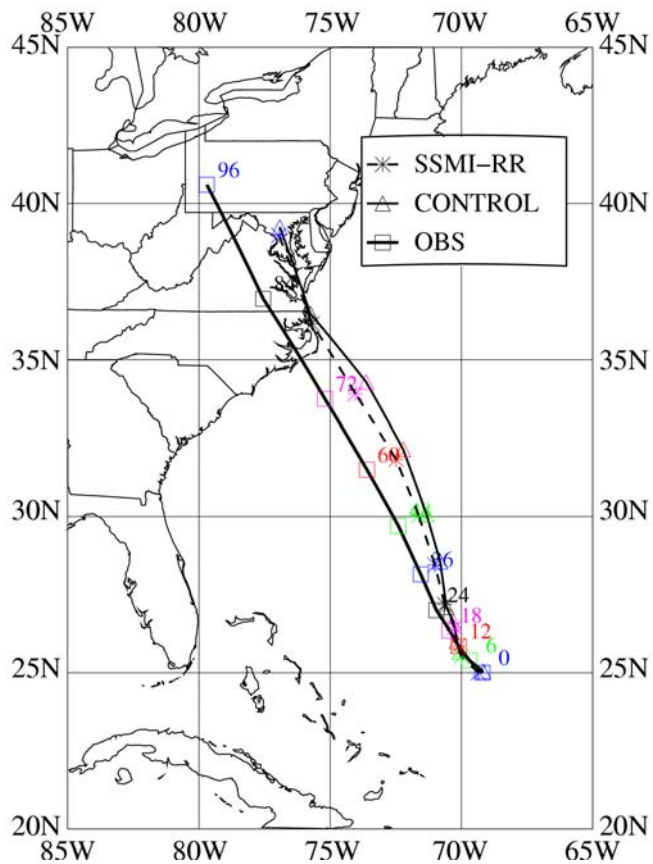 85W 80W 75W 70W 65W
45N 45N
96
SSMI–RR
CONTROL
OBS
40N 40N
35N 35N
72
60
30N 30N
36
24
18
12
6
0
25N 25N
20N 20N
85W 80W 75W 70W 65W